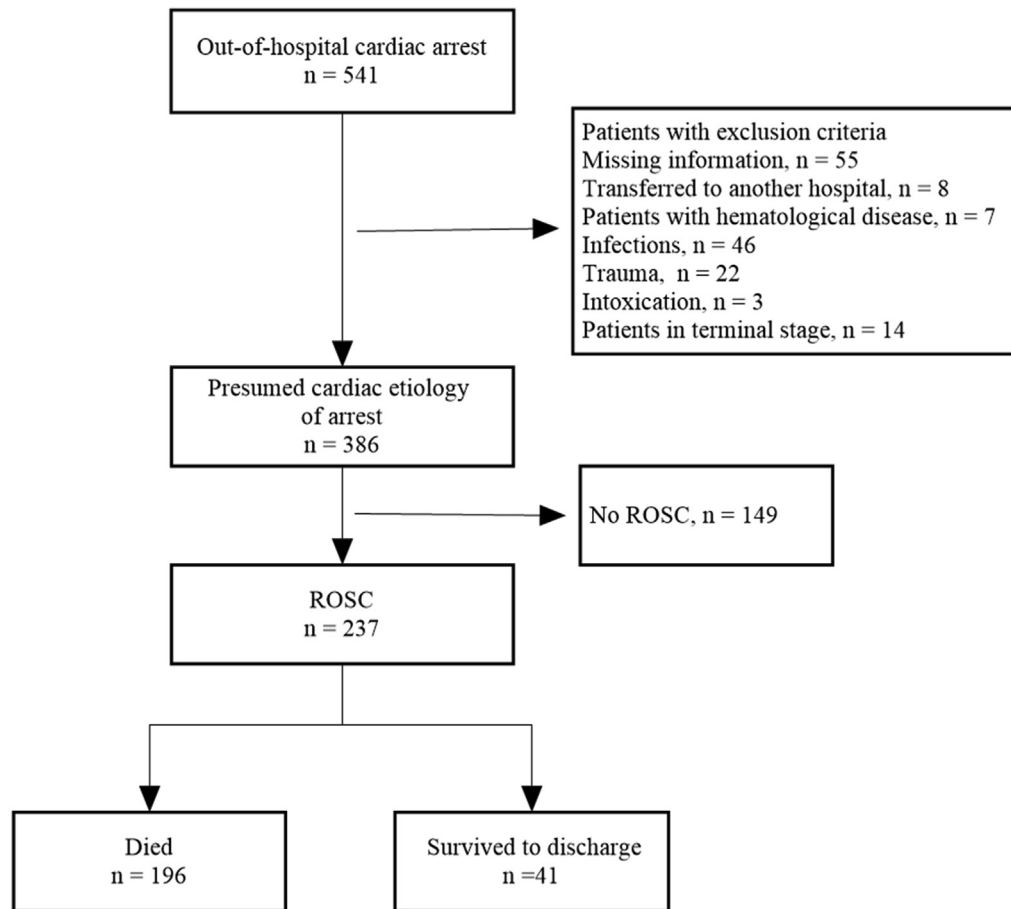 Out-of-hospital cardiac arrest
n = 541
Patients with exclusion criteria
Missing information, n = 55
Transferred to another hospital, n = 8
Patients with hematological disease, n = 7
Infections, n = 46
Trauma,  n = 22
Intoxication, n = 3
Patients in terminal stage, n = 14
Presumed cardiac etiology
of arrest
n = 386
No ROSC, n = 149
ROSC
n = 237
Died
n = 196
Survived to discharge
n =41